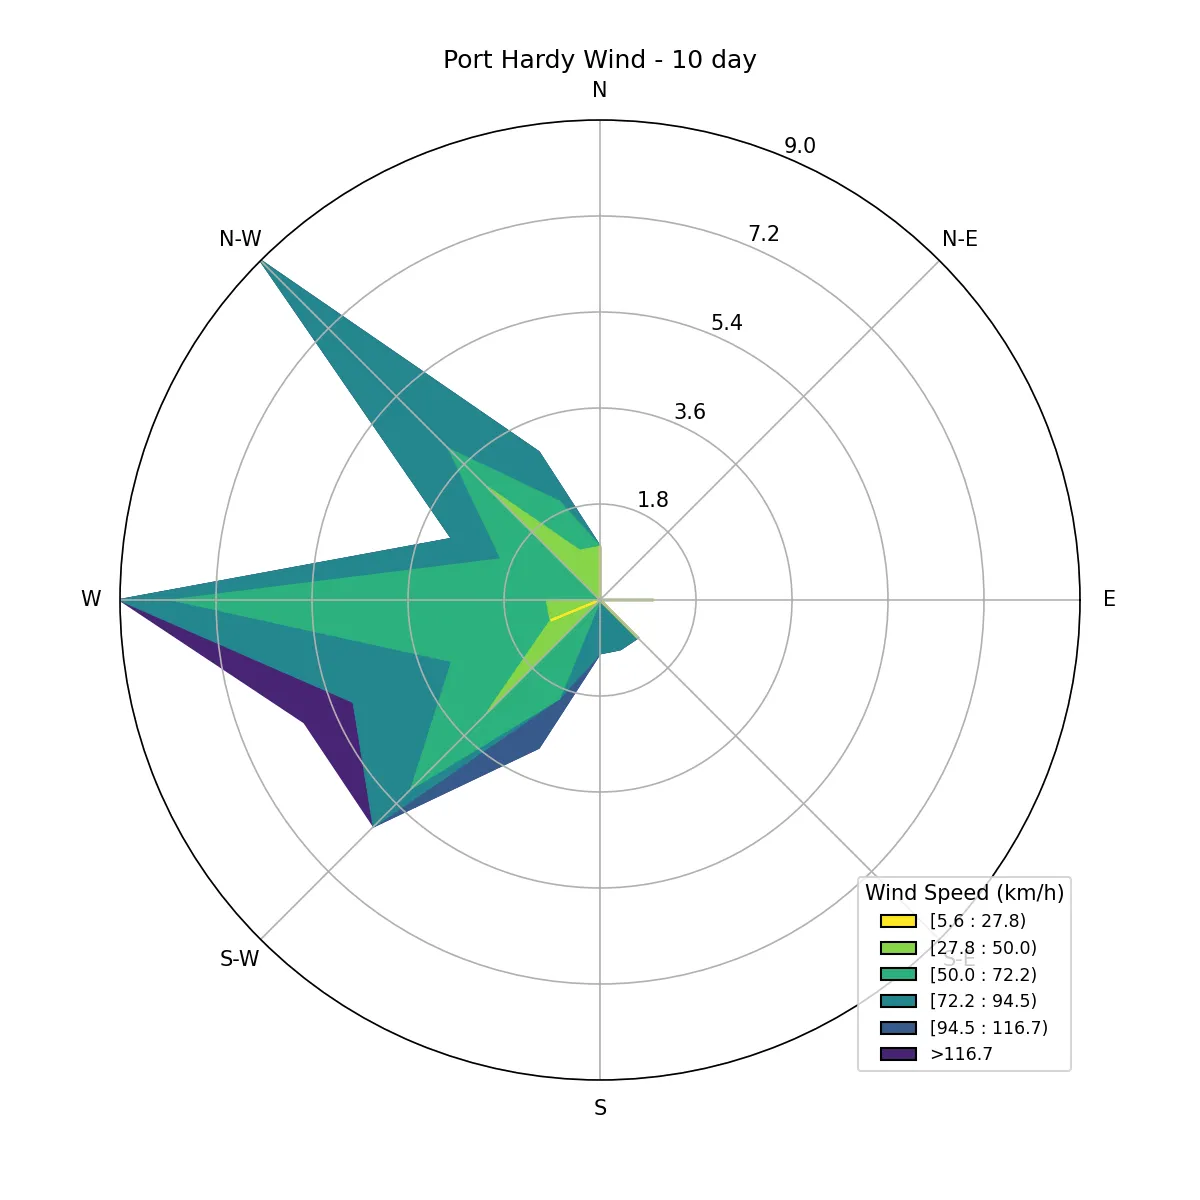 Port Hardy Wind - 10 day
N
9.0
7.2
N-W
N-E
5.4
3.6
1.8
W
E
S-W
S-E
Wind Speed (km/h)
[5.6 : 27.8)
[27.8 : 50.0)
[50.0 : 72.2)
[72.2 : 94.5)
[94.5 : 116.7)
>116.7
S